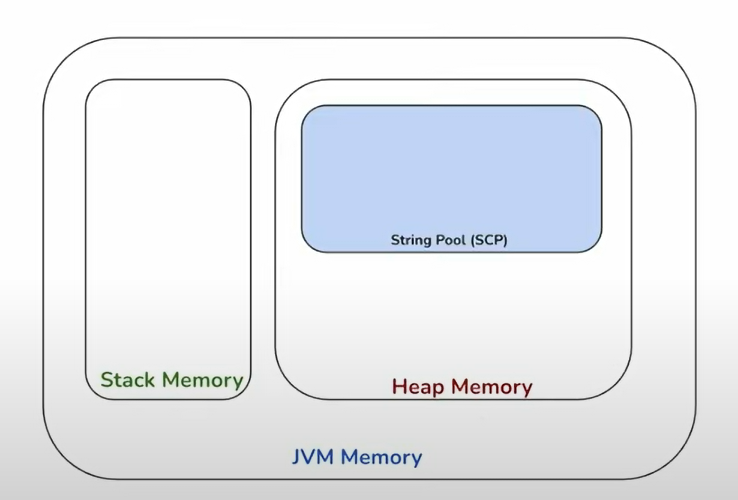 String Pool (SCP)
Stack Memory
Heap Memory
JVM Memory